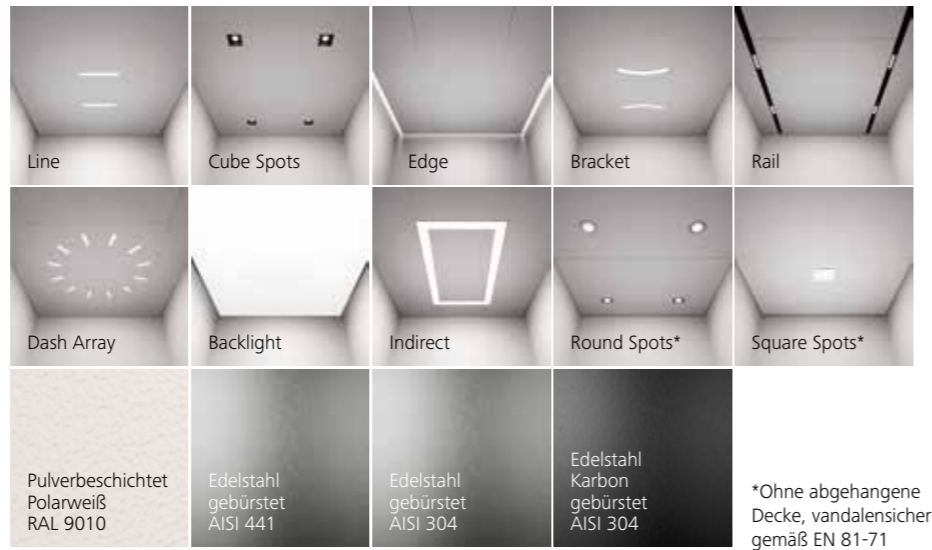 Line
Cube Spots
Edge
Bracket
Rail
Dash Array
Backlight
Indirect
Round Spots*
Square Spots*
Pulverbeschichtet
Polarweiß
RAL 9010
Edelstahl
gebürstet
AISI 441
Edelstahl
gebürstet
AISI 304
Edelstahl
Karbon
gebürstet
AISI 304
*Ohne abgehangene
Decke, vandalensicher
gemäß EN 81-71